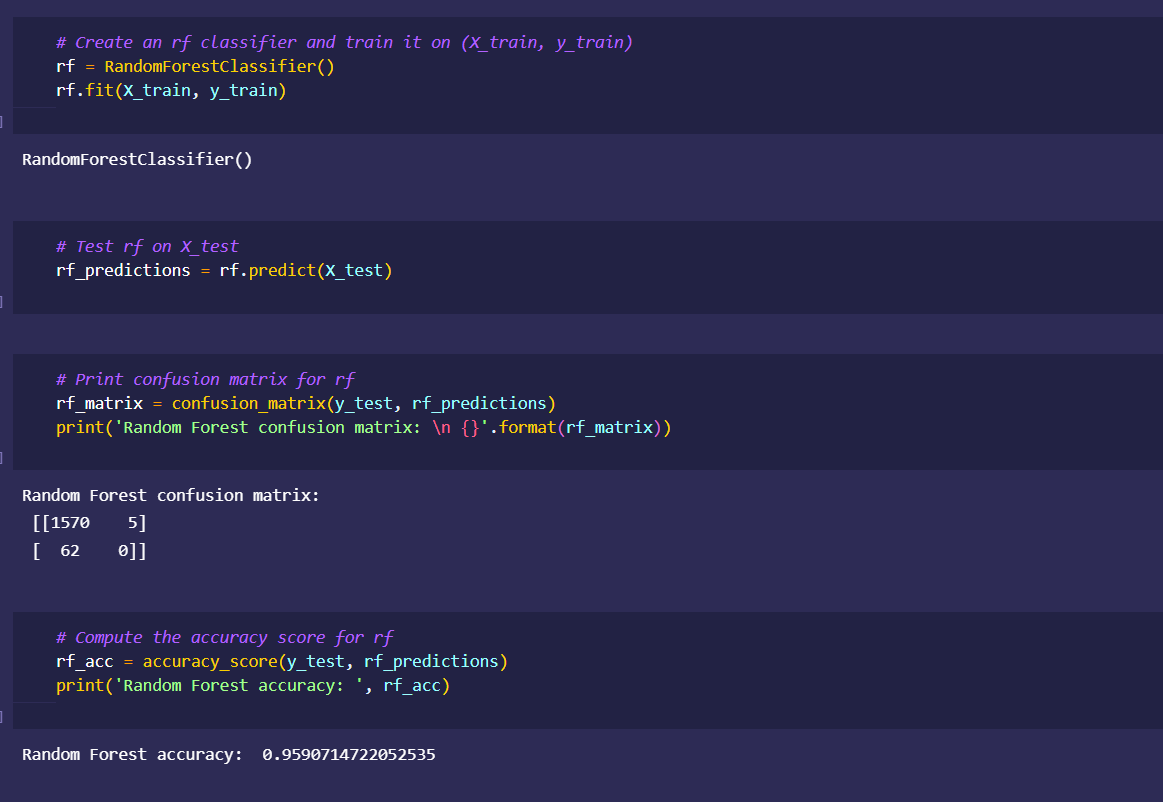 # Create an rf classifier and train it on (X_train, y_train)
rf = RandomForestClassifier()
rf.fit(X_train, y_train)
RandomForestClassifier()
# Test rf on X_test
rf_predictions = rf.predict(X_test)
# Print confusion matrix for rf
rf_matrix = confusion_matrix(y_test, rf_predictions)
print('Random Forest confusion matrix: \n {}'.format(rf_matrix))
Random Forest confusion matrix:
[[1570    5]
[  62    0]]
# Compute the accuracy score for rf
rf_acc = accuracy_score(y_test, rf_predictions)
print('Random Forest accuracy: ', rf_acc)
Random Forest accuracy:  0.9590714722052535